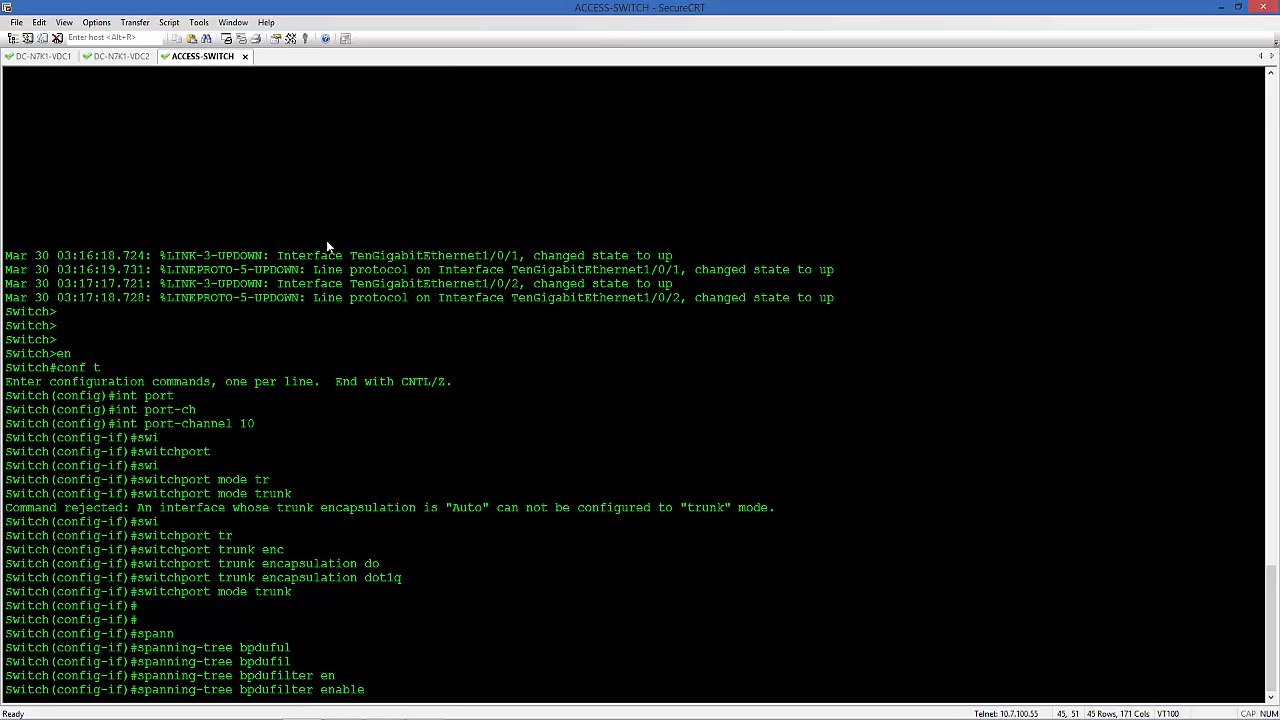 ACCESS-SWITCH - SecureCRT
File Edit View Options Transfer Script Tools Window Help
Enter host <Alt+R>
DC-N7K1-VDC1 DC-N7K1-VDC2 ACCESS-SWITCH
Mar 30 03:16:18.724: %LINK-3-UPDOWN: Interface TenGigabitEthernet1/0/1, changed state to up
Mar 30 03:16:19.731: %LINEPROTO-5-UPDOWN: Line protocol on Interface TenGigabitEthernet1/0/1, changed state to up
Mar 30 03:17:17.721: %LINK-3-UPDOWN: Interface TenGigabitEthernet1/0/2, changed state to up
Mar 30 03:17:18.728: %LINEPROTO-5-UPDOWN: Line protocol on Interface TenGigabitEthernet1/0/2, changed state to up
Switch>
Switch>
Switch>
Switch>en
Switch#conf t
Enter configuration commands, one per line.  End with CNTL/Z.
Switch(config)#int port
Switch(config)#int port-ch
Switch(config)#int port-channel 10
Switch(config-if)#swi
Switch(config-if)#switchport
Switch(config-if)#swi
Switch(config-if)#switchport mode tr
Switch(config-if)#switchport mode trunk
Command rejected: An interface whose trunk encapsulation is "Auto" can not be configured to "trunk" mode.
Switch(config-if)#swi
Switch(config-if)#switchport tr
Switch(config-if)#switchport trunk enc
Switch(config-if)#switchport trunk encapsulation do
Switch(config-if)#switchport trunk encapsulation dot1q
Switch(config-if)#switchport mode trunk
Switch(config-if)#
Switch(config-if)#
Switch(config-if)#spann
Switch(config-if)#spanning-tree bpduful
Switch(config-if)#spanning-tree bpdufil
Switch(config-if)#spanning-tree bpdufilter en
Switch(config-if)#spanning-tree bpdufilter enable
Ready Telnet: 10.7.100.55 45, 51 45 Rows, 171 Cols VT100 CAP NUM